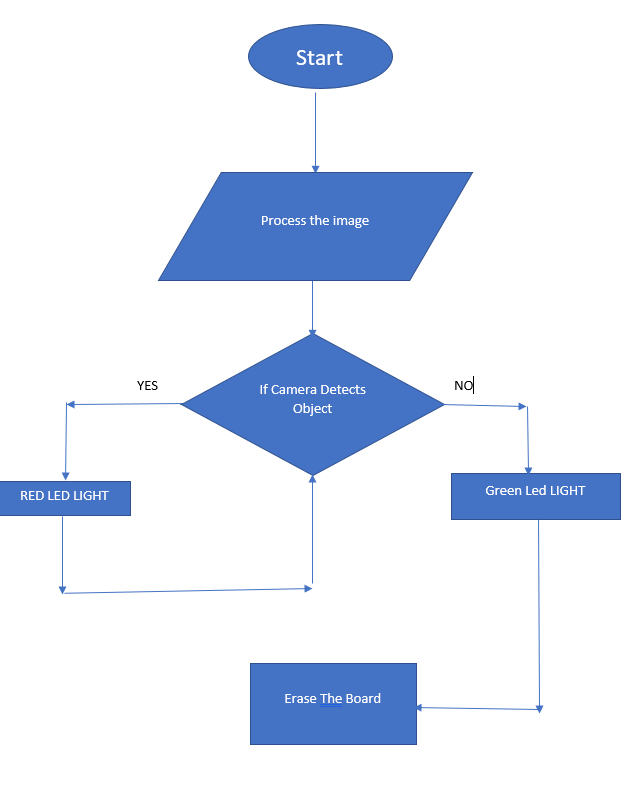 Start
Process the image
If Camera Detects
Object
YES
NO
RED LED LIGHT
Green Led LIGHT
Erase The Board